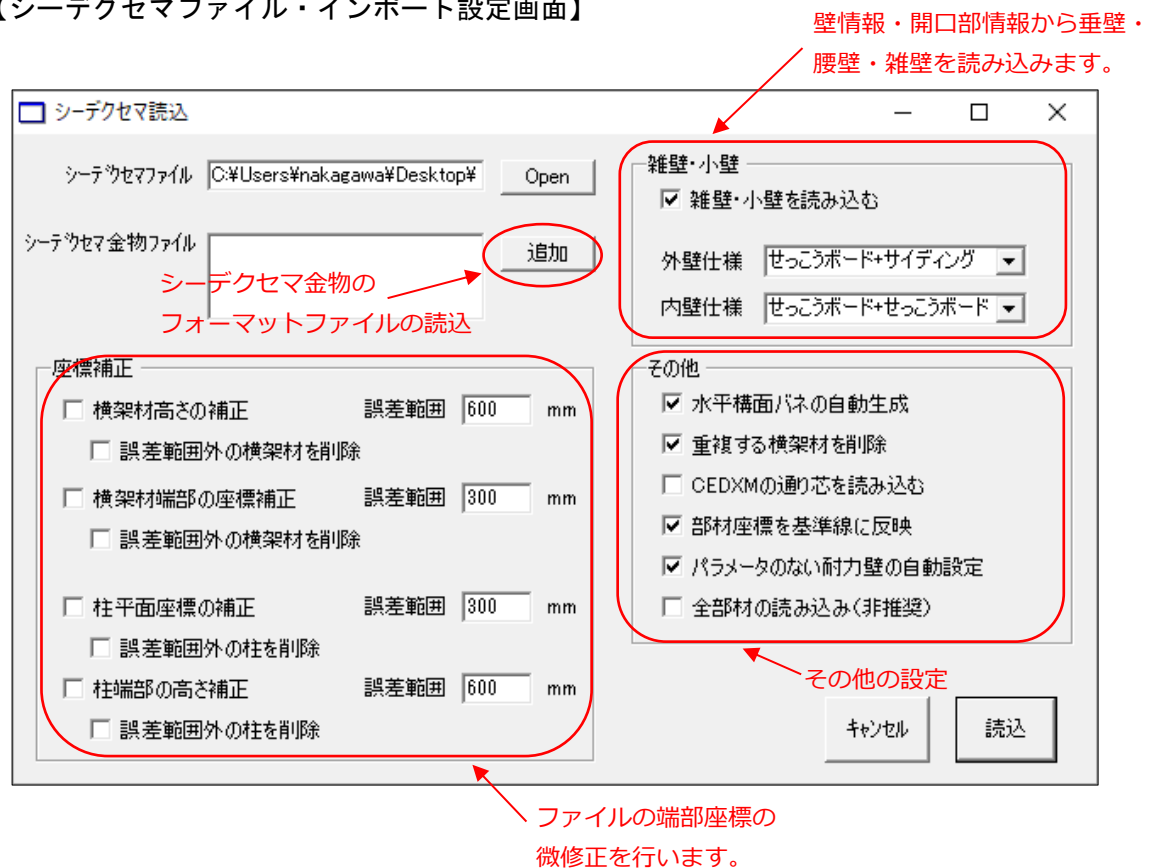 【シーデクセマファイル・インポート設定画面】
壁情報・開口部情報から垂壁・
腰壁・雑壁を読み込みます。
シーデクセマ読込
シーデクセマファイル C:¥Users¥nakagawa¥Desktop¥ Open
シーデクセマ金物ファイル 追加
シーデクセマ金物の
フォーマットファイルの読込
雑壁・小壁
雑壁・小壁を読み込む
外壁仕様 せっこうボード+サイディング
内壁仕様 せっこうボード+せっこうボード
座標補正
横架材高さの補正 誤差範囲 600 mm
誤差範囲外の横架材を削除
横架材端部の座標補正 誤差範囲 300 mm
誤差範囲外の横架材を削除
柱平面座標の補正 誤差範囲 300 mm
誤差範囲外の柱を削除
柱端部の高さ補正 誤差範囲 600 mm
誤差範囲外の柱を削除
その他
水平構面バネの自動生成
重複する横架材を削除
CEDXMの通り芯を読み込む
部材座標を基準線に反映
パラメータのない耐力壁の自動設定
全部材の読み込み(非推奨)
その他の設定
キャンセル 読込
ファイルの端部座標の
微修正を行います。